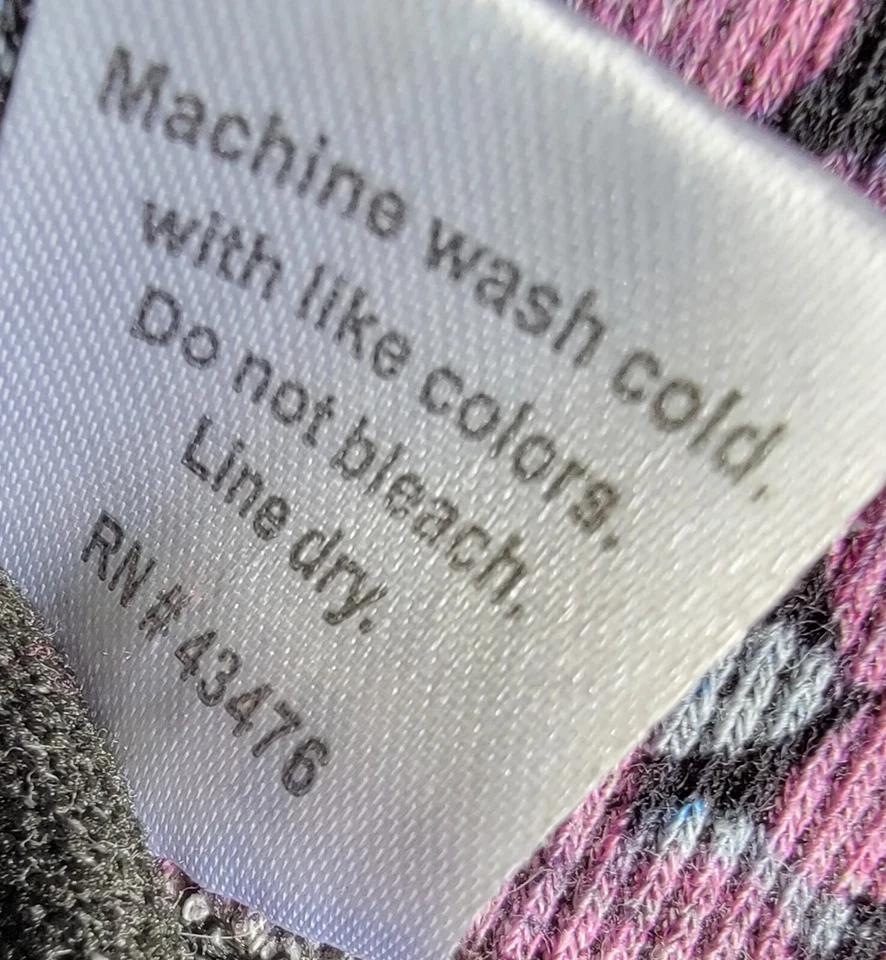 Machine wash cold.
with like colors.
Do not bleach.
Line dry.
RN # 43476